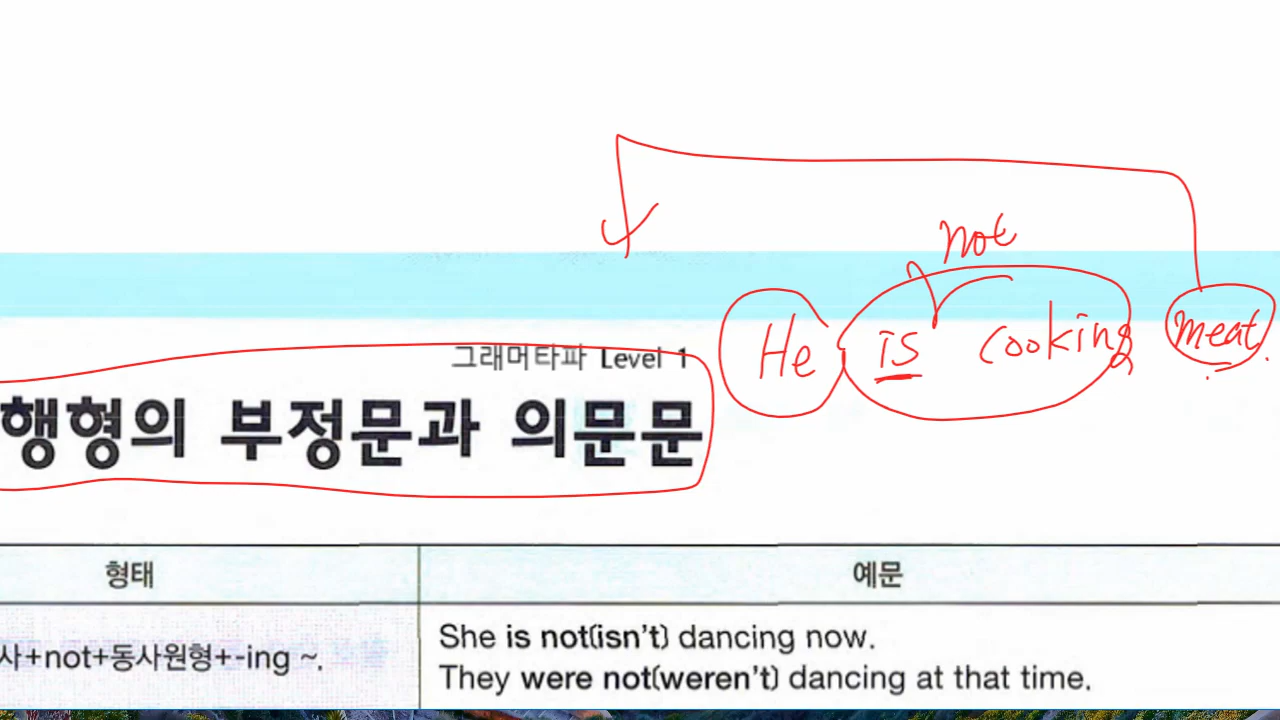 not
He is cooking meat.
그래머타파 Level 1
행형의 부정문과 의문문
형태 예문
사+not+동사원형+-ing ~.
She is not(isn't) dancing now.
They were not(weren't) dancing at that time.